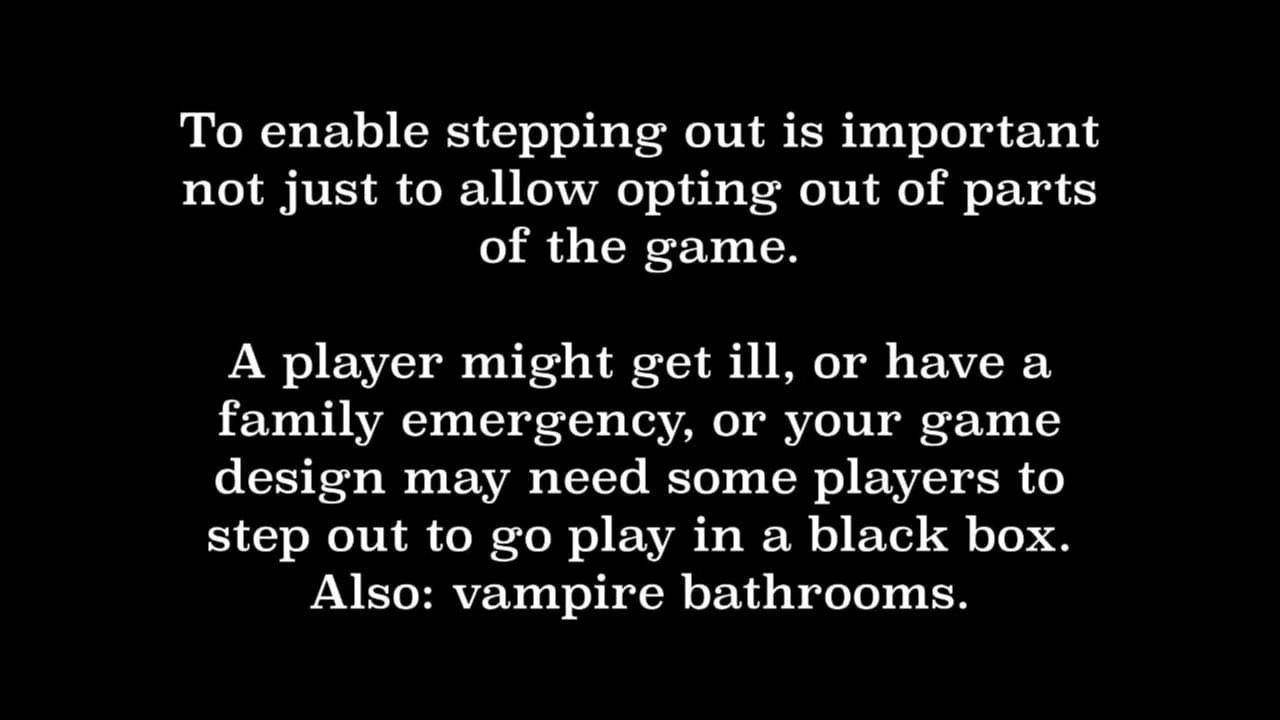 To enable stepping out is important
not just to allow opting out of parts
of the game.
A player might get ill, or have a
family emergency, or your game
design may need some players to
step out to go play in a black box.
Also: vampire bathrooms.